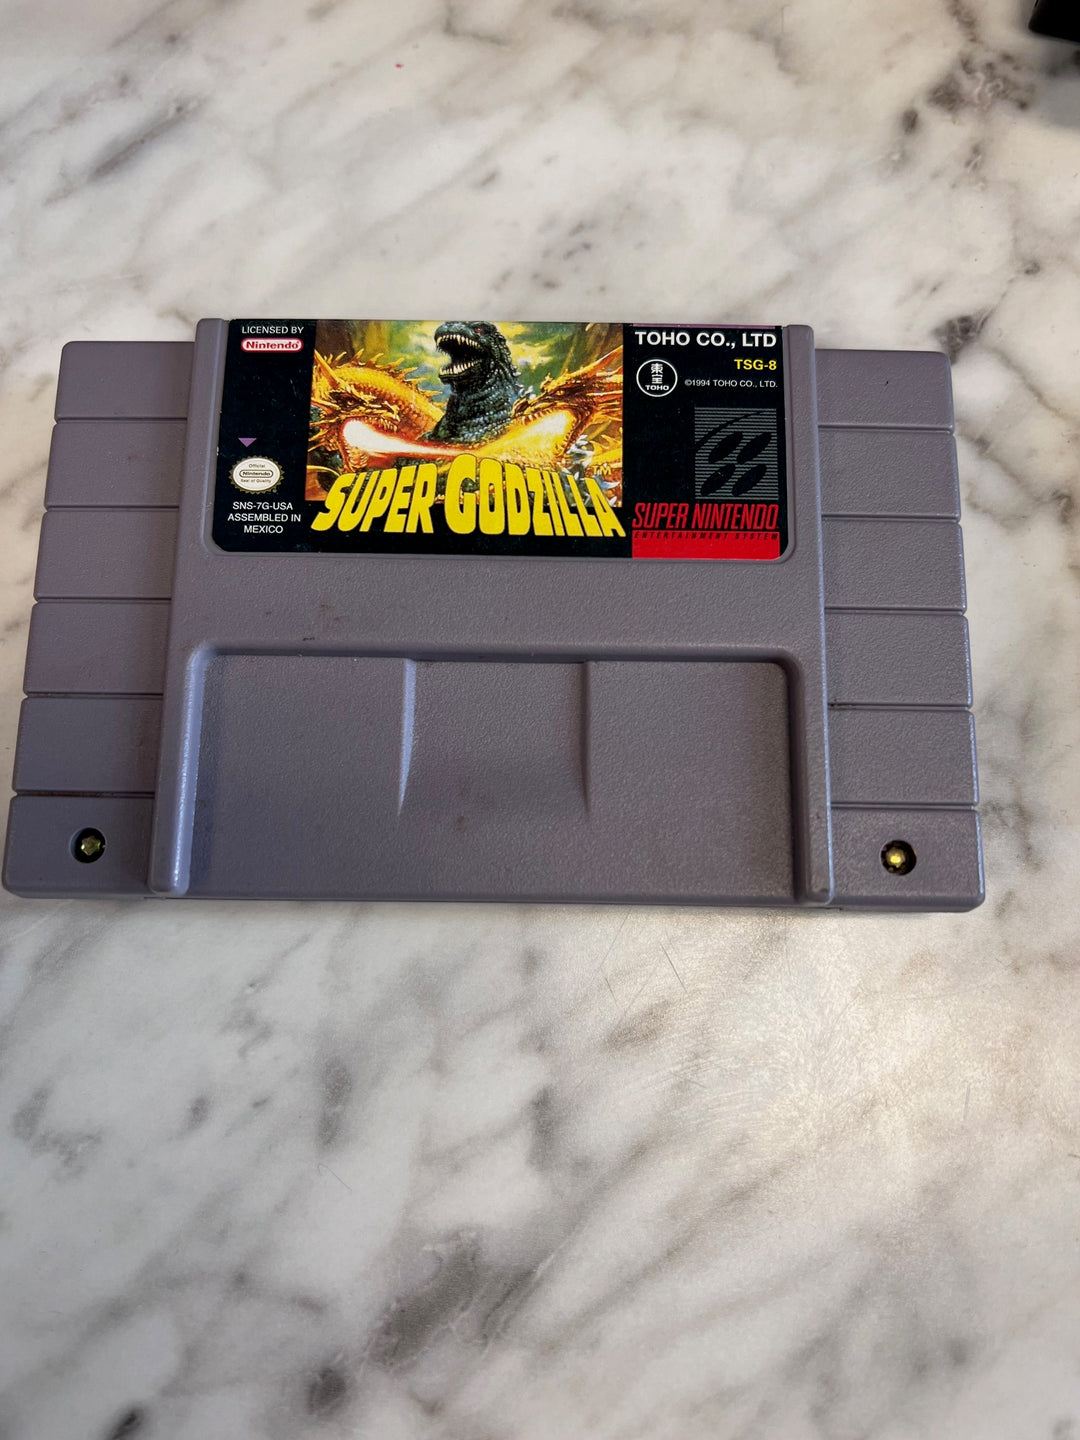 LICENSED BY
Nintendo
Official
Nintendo
Seal of Quality
SNS-7G-USA
ASSEMBLED IN
MEXICO
SUPER GODZILLA
TM
TOHO CO., LTD
TSG-8
東宝
TOHO
©1994 TOHO CO., LTD.
SUPER NINTENDO
ENTERTAINMENT SYSTEM